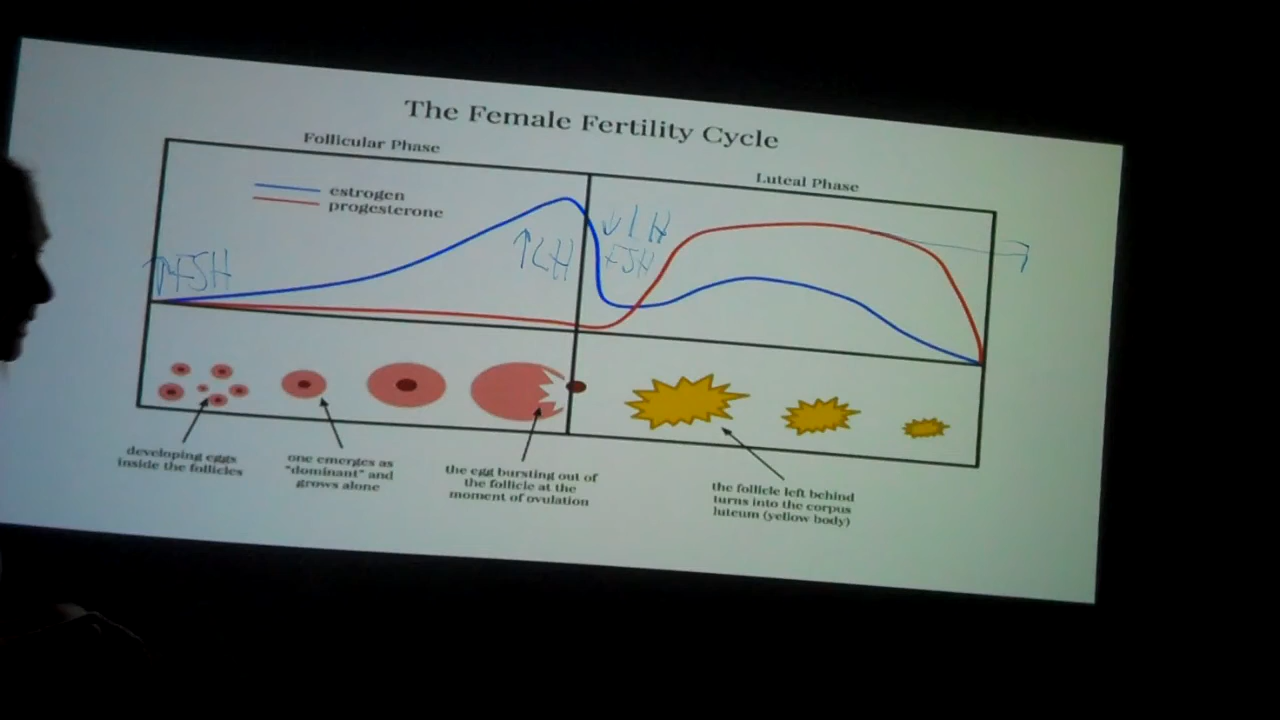 The Female Fertility Cycle
Follicular Phase
Luteal Phase
estrogen
progesterone
↑FSH
↑LH
↓LH
FSH
developing eggs
inside the follicles
one emerges as
"dominant" and
grows alone
the egg bursting out of
the follicle at the
moment of ovulation
the follicle left behind
turns into the corpus
luteum (yellow body)